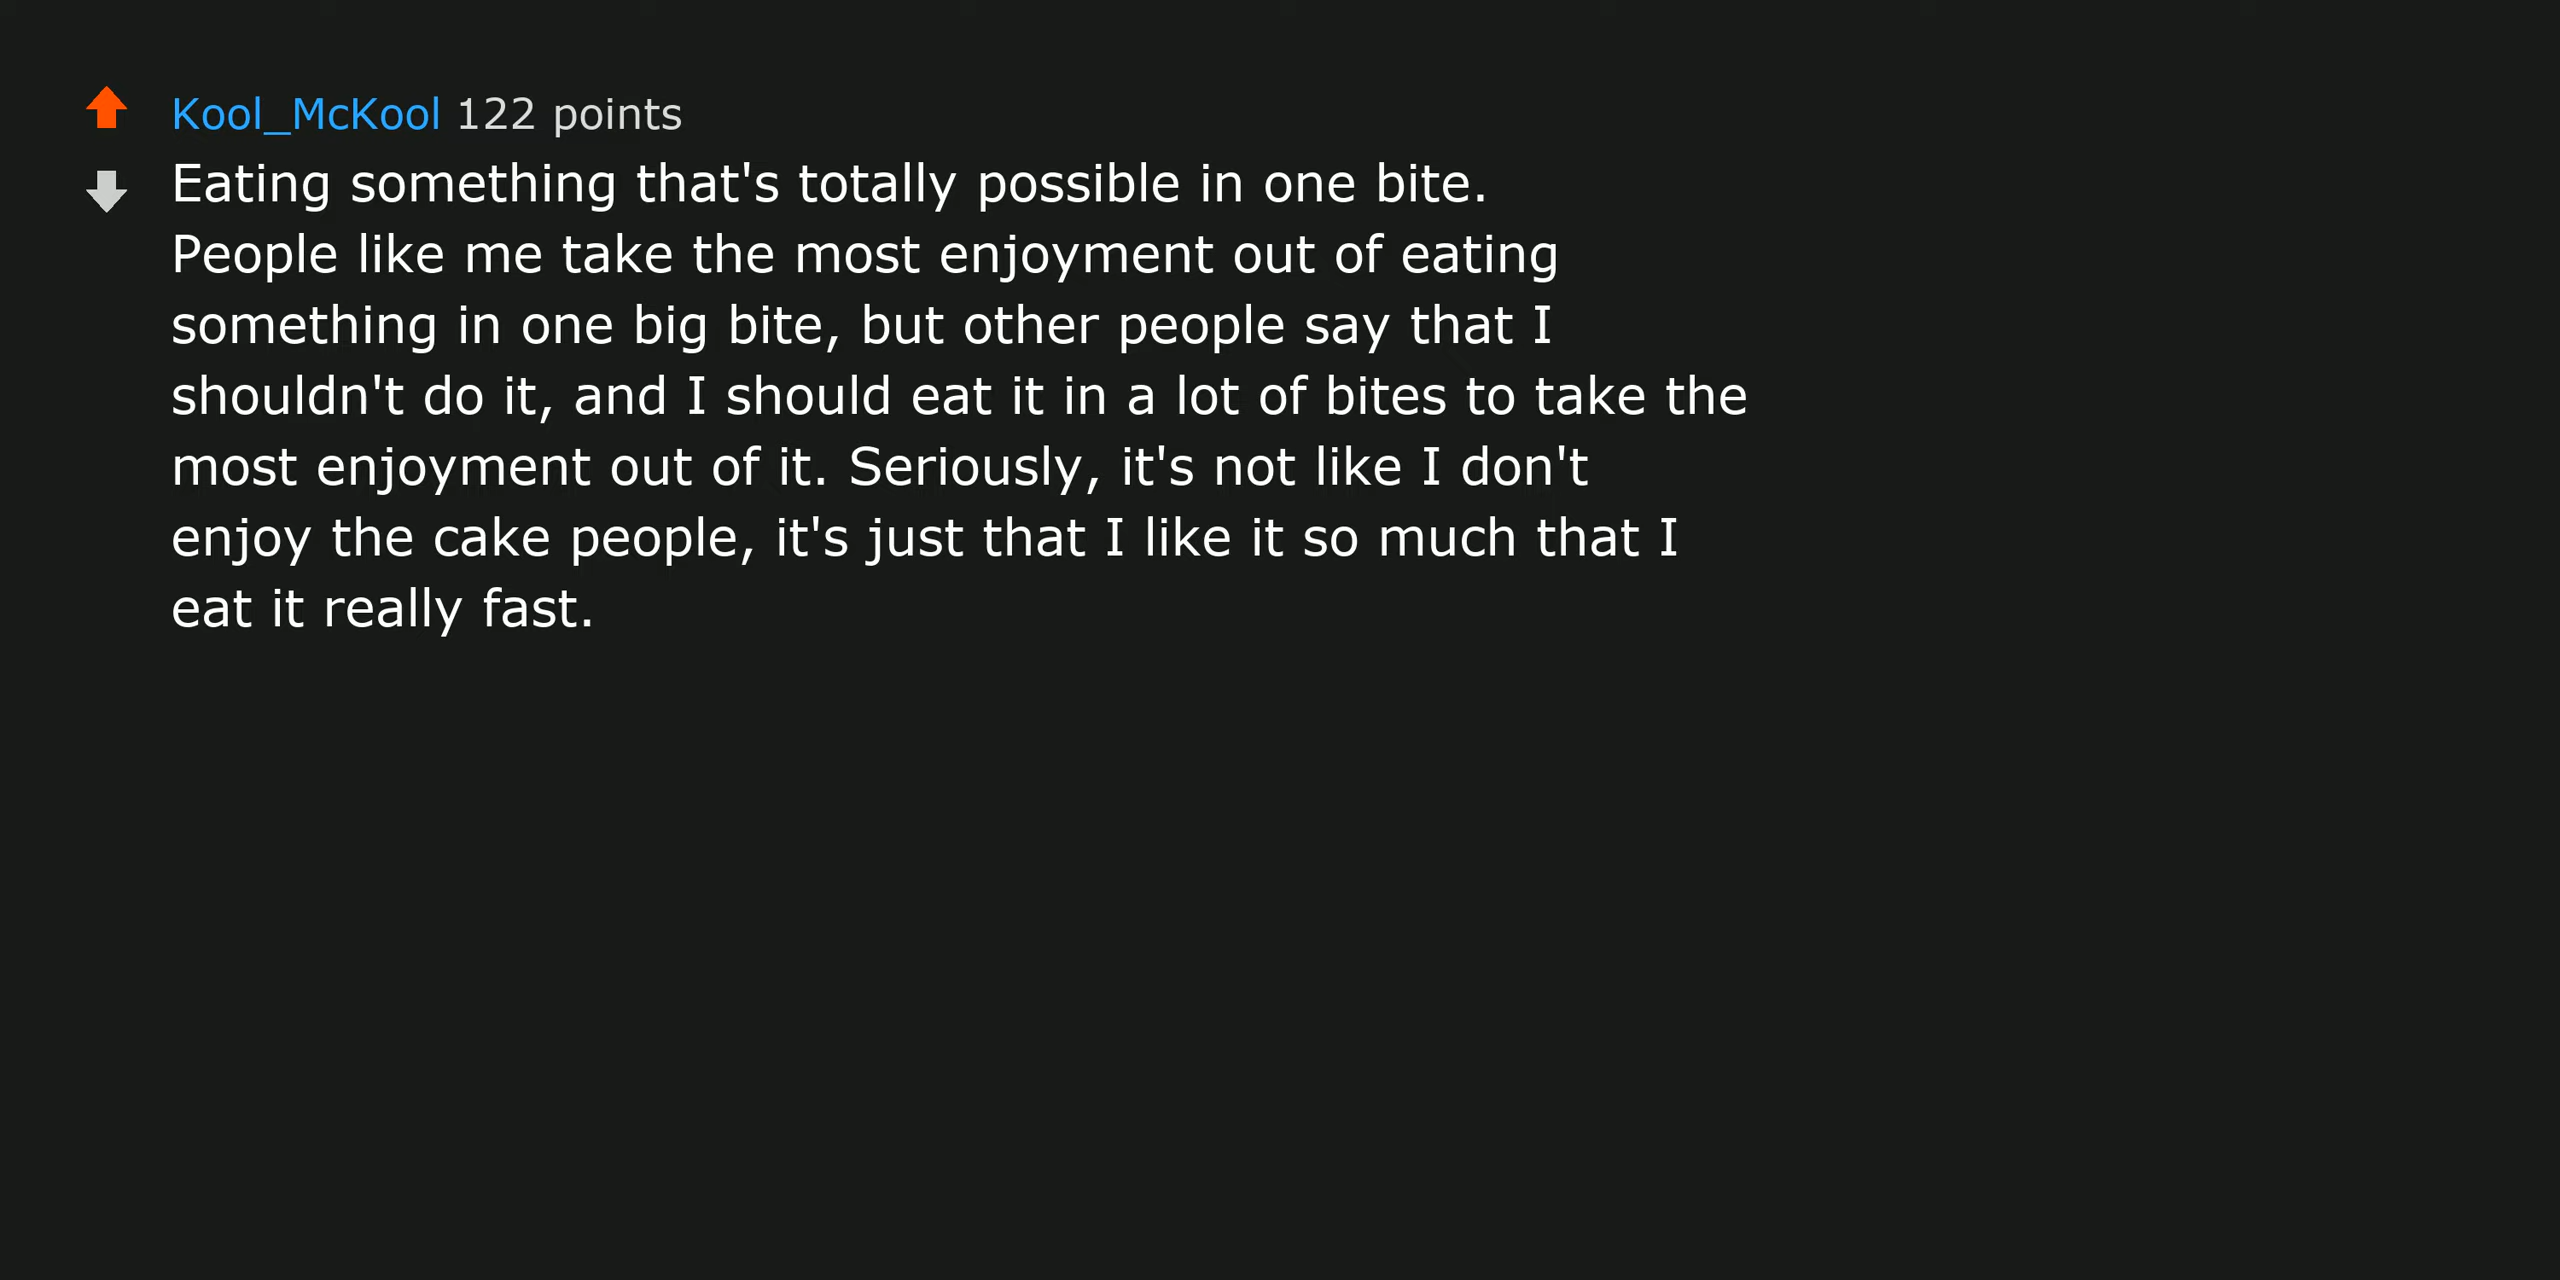 Kool_McKool 122 points
Eating something that's totally possible in one bite.
People like me take the most enjoyment out of eating
something in one big bite, but other people say that I
shouldn't do it, and I should eat it in a lot of bites to take the
most enjoyment out of it. Seriously, it's not like I don't
enjoy the cake people, it's just that I like it so much that I
eat it really fast.